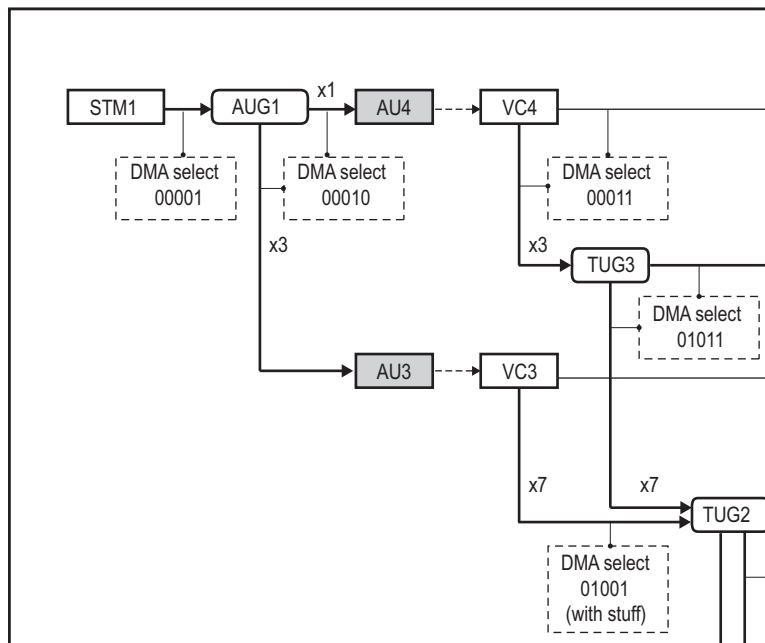 x1
STM1
AUG1
AU4
VC4
DMA select
00001
DMA select
00010
DMA select
00011
x3
x3
TUG3
DMA select
01011
AU3
VC3
x7
x7
TUG2
DMA select
01001
(with stuff)